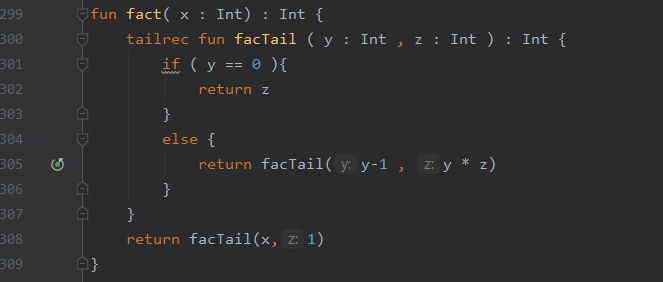 299 fun fact( x : Int) : Int {
300 tailrec fun facTail ( y : Int , z : Int ) : Int {
301 if ( y == 0 ){
302 return z
303 }
304 else {
305 return facTail( y: y-1 , z: y * z)
306 }
307 }
308 return facTail(x, z: 1)
309 }